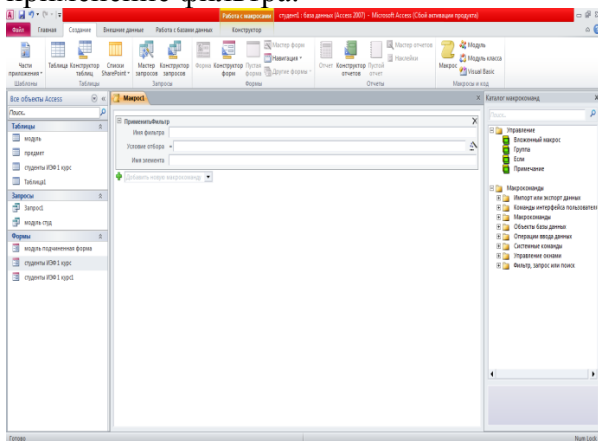 применение фильтра.
Работа с макросами
студент : база данных (Access 2007) - Microsoft Access (Сбой активации продукта)
Файл Главная Создание Внешние данные Работа с базами данных Конструктор
Части приложения
Таблица
Конструктор таблиц
Списки SharePoint
Мастер запросов
Конструктор запросов
Форма
Конструктор форм
Пустая форма
Мастер форм
Навигация
Другие формы
Отчет
Конструктор отчетов
Пустой отчет
Мастер отчетов
Наклейки
Макрос
Модуль
Модуль класса
Visual Basic
Шаблоны Таблицы Запросы Формы Отчеты Макросы и код
Все объекты Access
Поиск...
Таблицы
модуль
предмет
студенты ИЭФ 1 курс
Таблица1
Запросы
Запрос1
модуль студ
Формы
модуль подчиненная форма
студенты ИЭФ 1 курс
студенты ИЭФ 1 курс1
Макрос1
ПрименитьФильтр
Имя фильтра
Условие отбора =
Имя элемента
Добавить новую макрокоманду
Каталог макрокоманд
Поиск...
Управление
Вложенный макрос
Группа
Если
Примечание
Макрокоманды
Импорт или экспорт данных
Команды интерфейса пользователя
Макрокоманды
Объекты базы данных
Операции ввода данных
Системные команды
Управление окнами
Фильтр, запрос или поиск
Готово
Num Lock